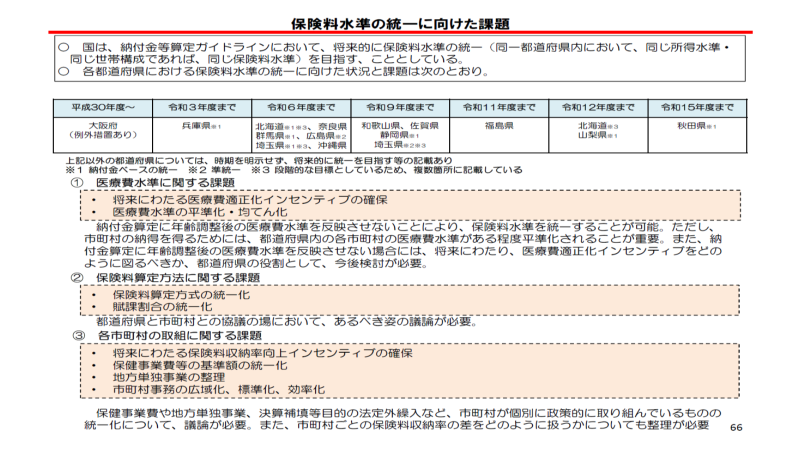 保険料水準の統一に向けた課題
○ 国は、納付金等算定ガイドラインにおいて、将来的に保険料水準の統一（同一都道府県内において、同じ所得水準・
同じ世帯構成であれば、同じ保険料水準）を目指す、こととしている。
○ 各都道府県における保険料水準の統一に向けた状況と課題は次のとおり。
平成30年度～ 令和３年度まで 令和６年度まで 令和９年度まで 令和11年度まで 令和12年度まで 令和15年度まで
大阪府
（例外措置あり）
兵庫県※1
北海道※1※3、奈良県
群馬県※1、広島県※2
埼玉県※1※3、沖縄県
和歌山県、佐賀県
静岡県※1
埼玉県※2※3
福島県
北海道※3
山梨県※1
秋田県※1
上記以外の都道府県については、時期を明示せず、将来的に統一を目指す等の記載あり
※１ 納付金ベースの統一　※２ 準統一　※３ 段階的な目標としているため、複数箇所に記載している
① 医療費水準に関する課題
・ 将来にわたる医療費適正化インセンティブの確保
・ 医療費水準の平準化・均てん化
納付金算定に年齢調整後の医療費水準を反映させないことにより、保険料水準を統一することが可能。ただし、
市町村の納得を得るためには、都道府県内の各市町村の医療費水準がある程度平準化されることが重要。また、納
付金算定に年齢調整後の医療費水準を反映させない場合には、将来にわたり、医療費適正化インセンティブをどの
ように図るべきか、都道府県の役割として、今後検討が必要。
② 保険料算定方法に関する課題
・ 保険料算定方式の統一化
・ 賦課割合の統一化
都道府県と市町村との協議の場において、あるべき姿の議論が必要。
③ 各市町村の取組に関する課題
・ 将来にわたる保険料収納率向上インセンティブの確保
・ 保健事業費等の基準額の統一化
・ 地方単独事業の整理
・ 市町村事務の広域化、標準化、効率化
保健事業費や地方単独事業、決算補填等目的の法定外繰入など、市町村が個別に政策的に取り組んでいるものの
統一化について、議論が必要。また、市町村ごとの保険料収納率の差をどのように扱うかについても整理が必要
66